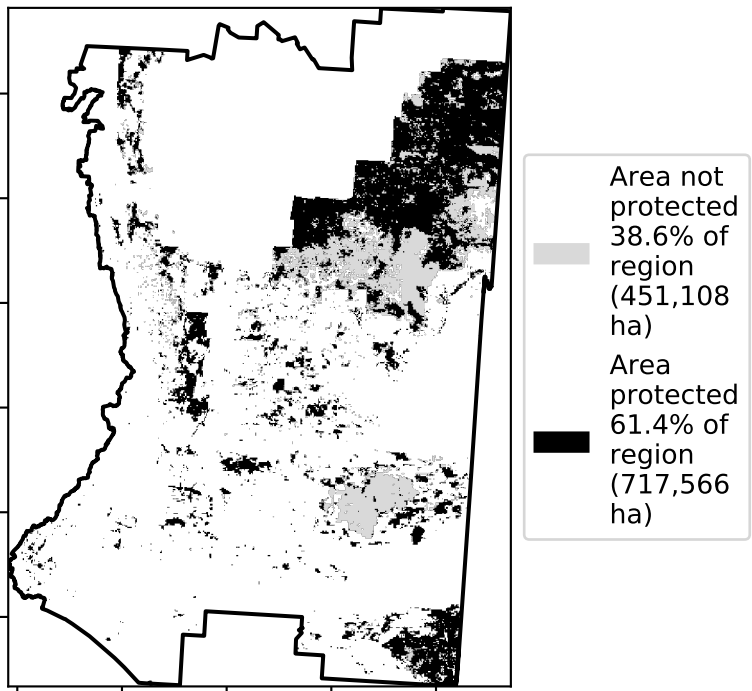 Area not
protected
38.6% of
region
(451,108
ha)
Area
protected
61.4% of
region
(717,566
ha)